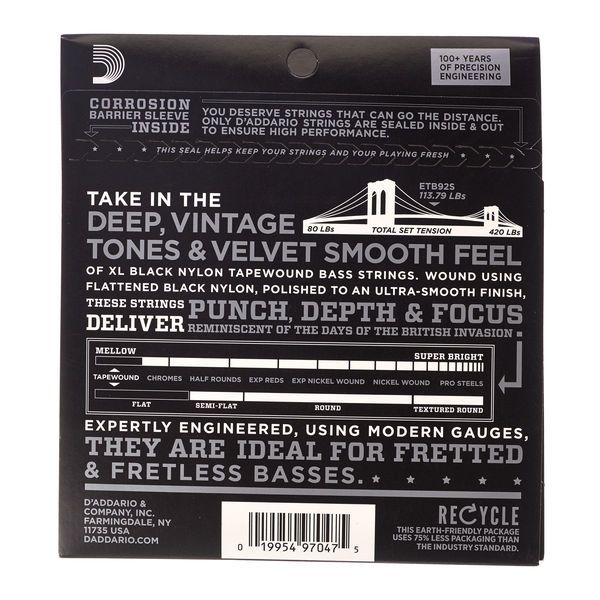 D
100+ YEARS
OF PRECISION
ENGINEERING
CORROSION
BARRIER SLEEVE
INSIDE
YOU DESERVE STRINGS THAT CAN GO THE DISTANCE.
ONLY D'ADDARIO STRINGS ARE SEALED INSIDE & OUT
TO ENSURE HIGH PERFORMANCE.
THIS SEAL HELPS KEEP YOUR STRINGS AND YOUR PLAYING FRESH
TAKE IN THE
DEEP, VINTAGE
TONES & VELVET SMOOTH FEEL
ETB92S
113.79 LBs
80 LBs TOTAL SET TENSION 420 LBs
OF XL BLACK NYLON TAPEWOUND BASS STRINGS. WOUND USING
FLATTENED BLACK NYLON, POLISHED TO AN ULTRA-SMOOTH FINISH,
THESE STRINGS
DELIVER
PUNCH, DEPTH & FOCUS
REMINISCENT OF THE DAYS OF THE BRITISH INVASION.
MELLOW SUPER BRIGHT
TAPEWOUND CHROMES HALF ROUNDS EXP REDS EXP NICKEL WOUND NICKEL WOUND PRO STEELS
FLAT SEMI-FLAT ROUND TEXTURED ROUND
EXPERTLY ENGINEERED, USING MODERN GAUGES,
THEY ARE IDEAL FOR FRETTED
& FRETLESS BASSES.
D'ADDARIO &
COMPANY, INC.
FARMINGDALE, NY
11735 USA
DADDARIO.COM
0 19954 97047 5
RECYCLE
THIS EARTH-FRIENDLY PACKAGE
USES 75% LESS PACKAGING THAN
THE INDUSTRY STANDARD.